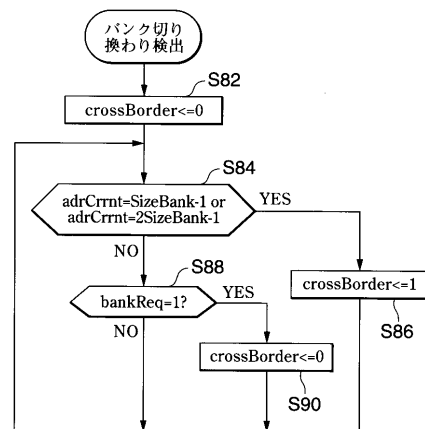 バンク切り
換わり検出
S82
crossBorder<=0
S84
adrCrrnt=SizeBank-1 or
adrCrrnt=2SizeBank-1
YES
NO
S88
bankReq=1?
YES
NO
crossBorder<=1
S86
crossBorder<=0
S90